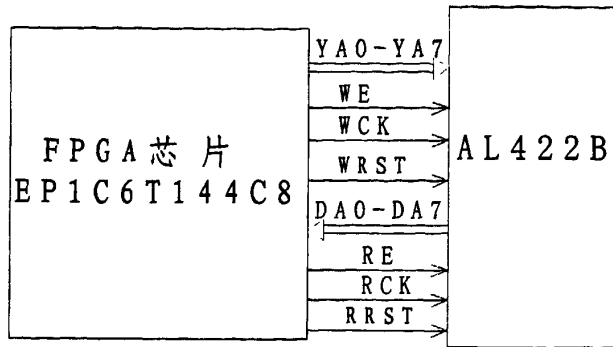 YA0-YA7
WE
WCK
WRST
FPGA芯片
EP1C6T144C8
AL422B
DA0-DA7
RE
RCK
RRST